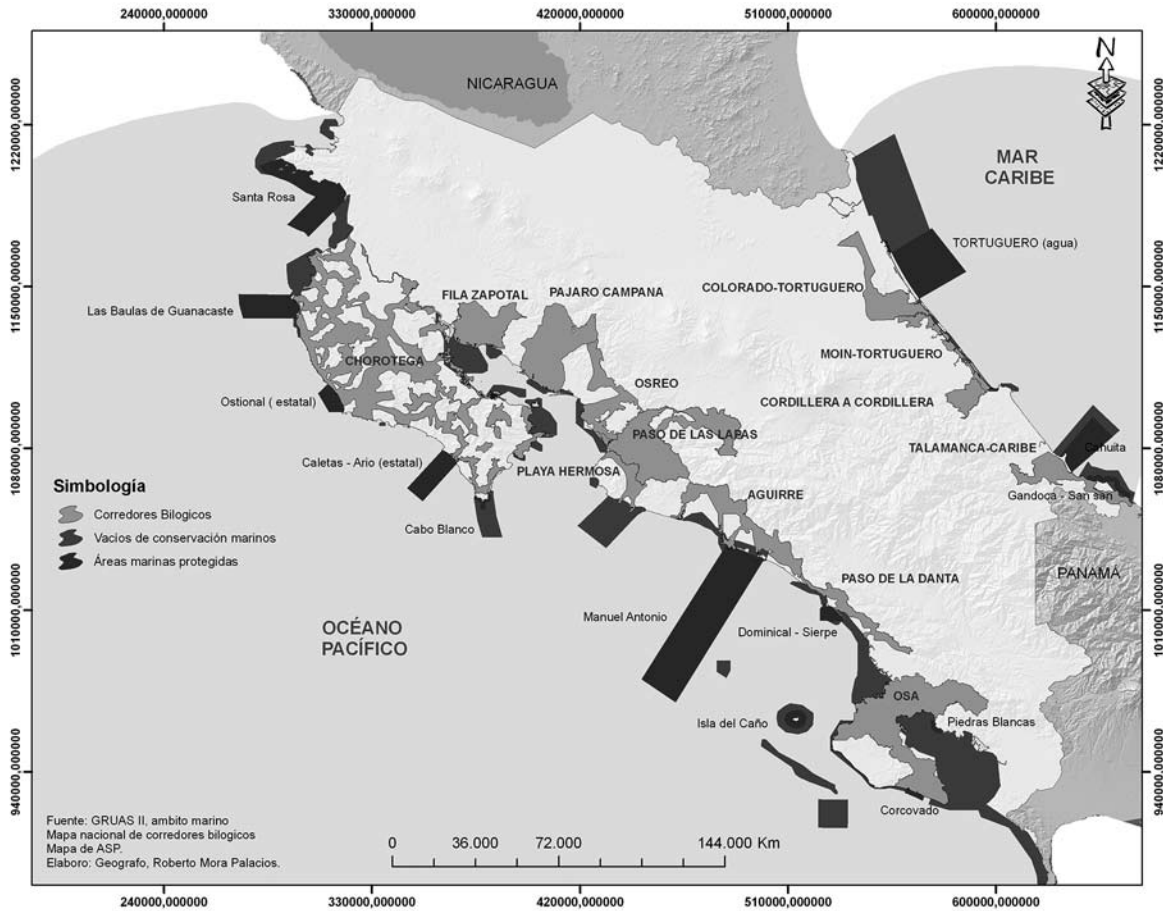 240000,000000 330000,000000 420000,000000 510000,000000 600000,000000
1220000,000000
1150000,000000
1080000,000000
1010000,000000
940000,000000
1220000,000000
1150000,000000
1080000,000000
1010000,000000
940000,000000
N
NICARAGUA
MAR
CARIBE
Santa Rosa
TORTUGUERO (agua)
COLORADO-TORTUGUERO
FILA ZAPOTAL
PAJARO CAMPANA
Las Baulas de Guanacaste
MOIN-TORTUGUERO
CHOROTEGA
OSREO
Ostional ( estatal)
CORDILLERA A CORDILLERA
PASO DE LAS LAPAS
TALAMANCA-CARIBE
Cahuita
Caletas - Ario (estatal)
PLAYA HERMOSA
AGUIRRE
Gandoca - San san
Cabo Blanco
PANAMÁ
PASO DE LA DANTA
Manuel Antonio
Dominical - Sierpe
OCÉANO
PACÍFICO
OSA
Isla del Caño
Piedras Blancas
Corcovado
Simbología
Corredores Bilogicos
Vacíos de conservación marinos
Áreas marinas protegidas
Fuente: GRUAS II, ambito marino
Mapa nacional de corredores bilogicos
Mapa de ASP.
Elaboro: Geografo, Roberto Mora Palacios.
0 36.000 72.000 144.000 Km
240000,000000 330000,000000 420000,000000 510000,000000 600000,000000